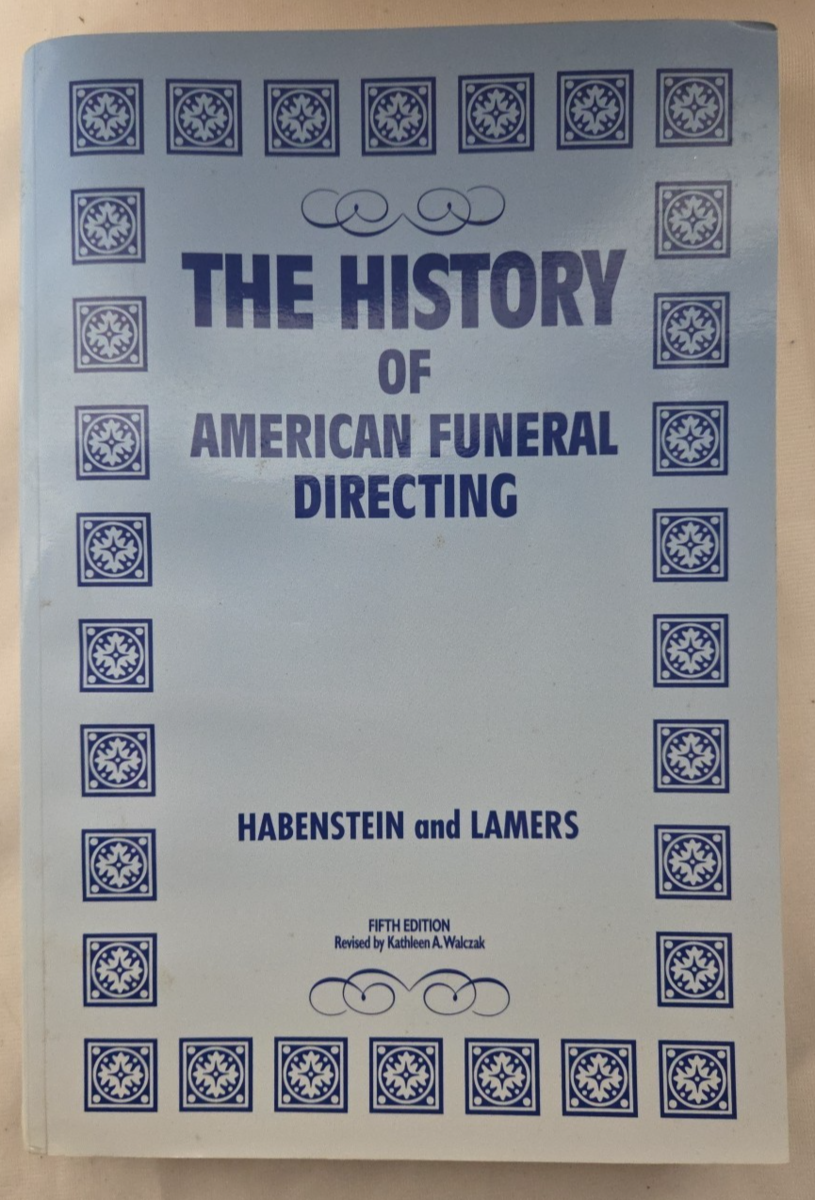 THE HISTORY
OF
AMERICAN FUNERAL
DIRECTING
HABENSTEIN and LAMERS
FIFTH EDITION
Revised by Kathleen A. Walczak